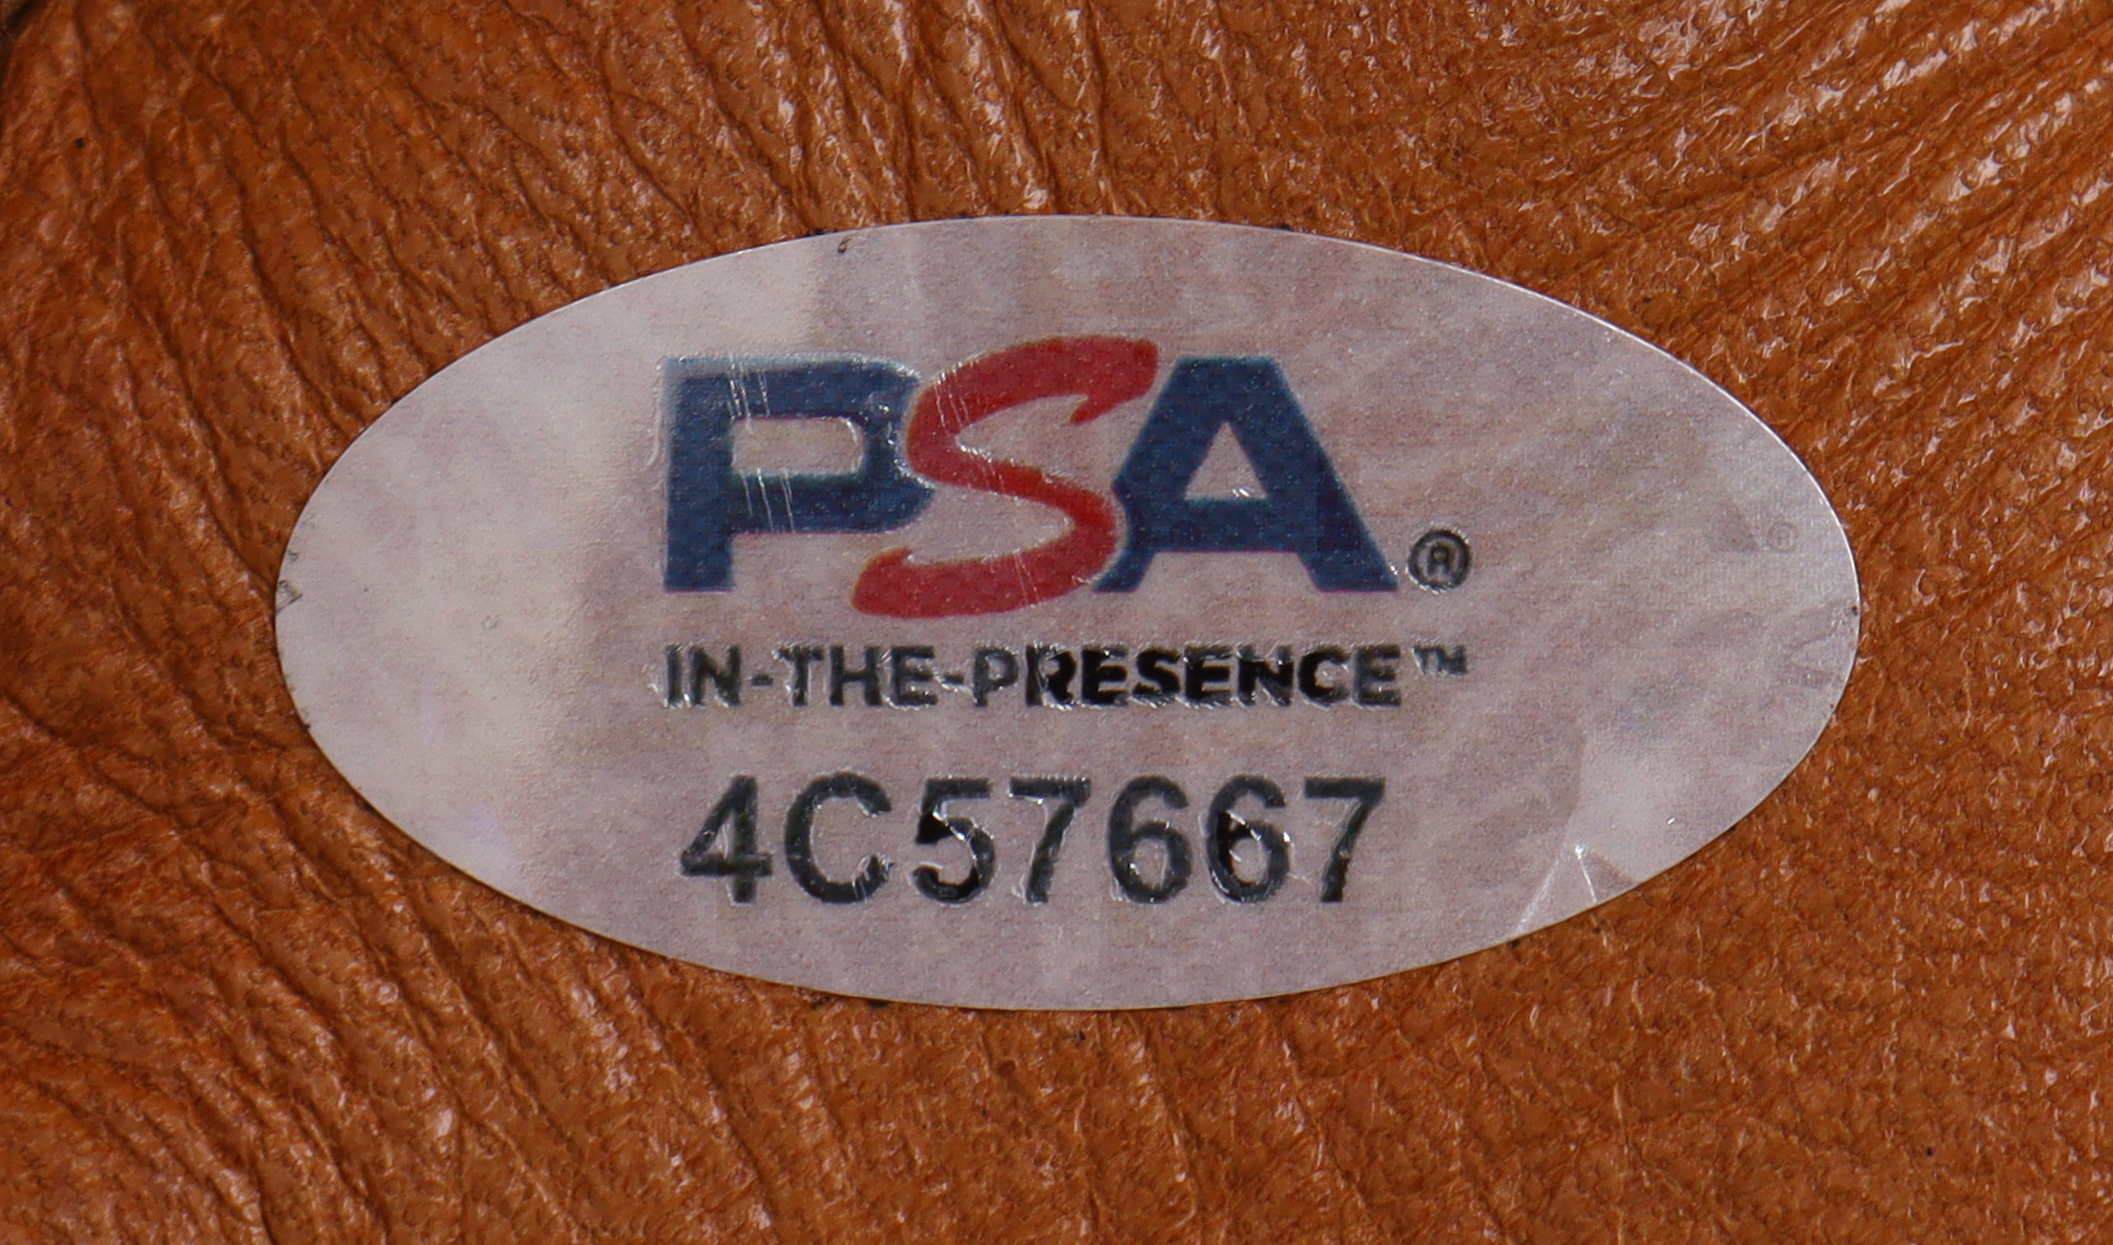 PSA®
IN-THE-PRESENCE™
4C57667